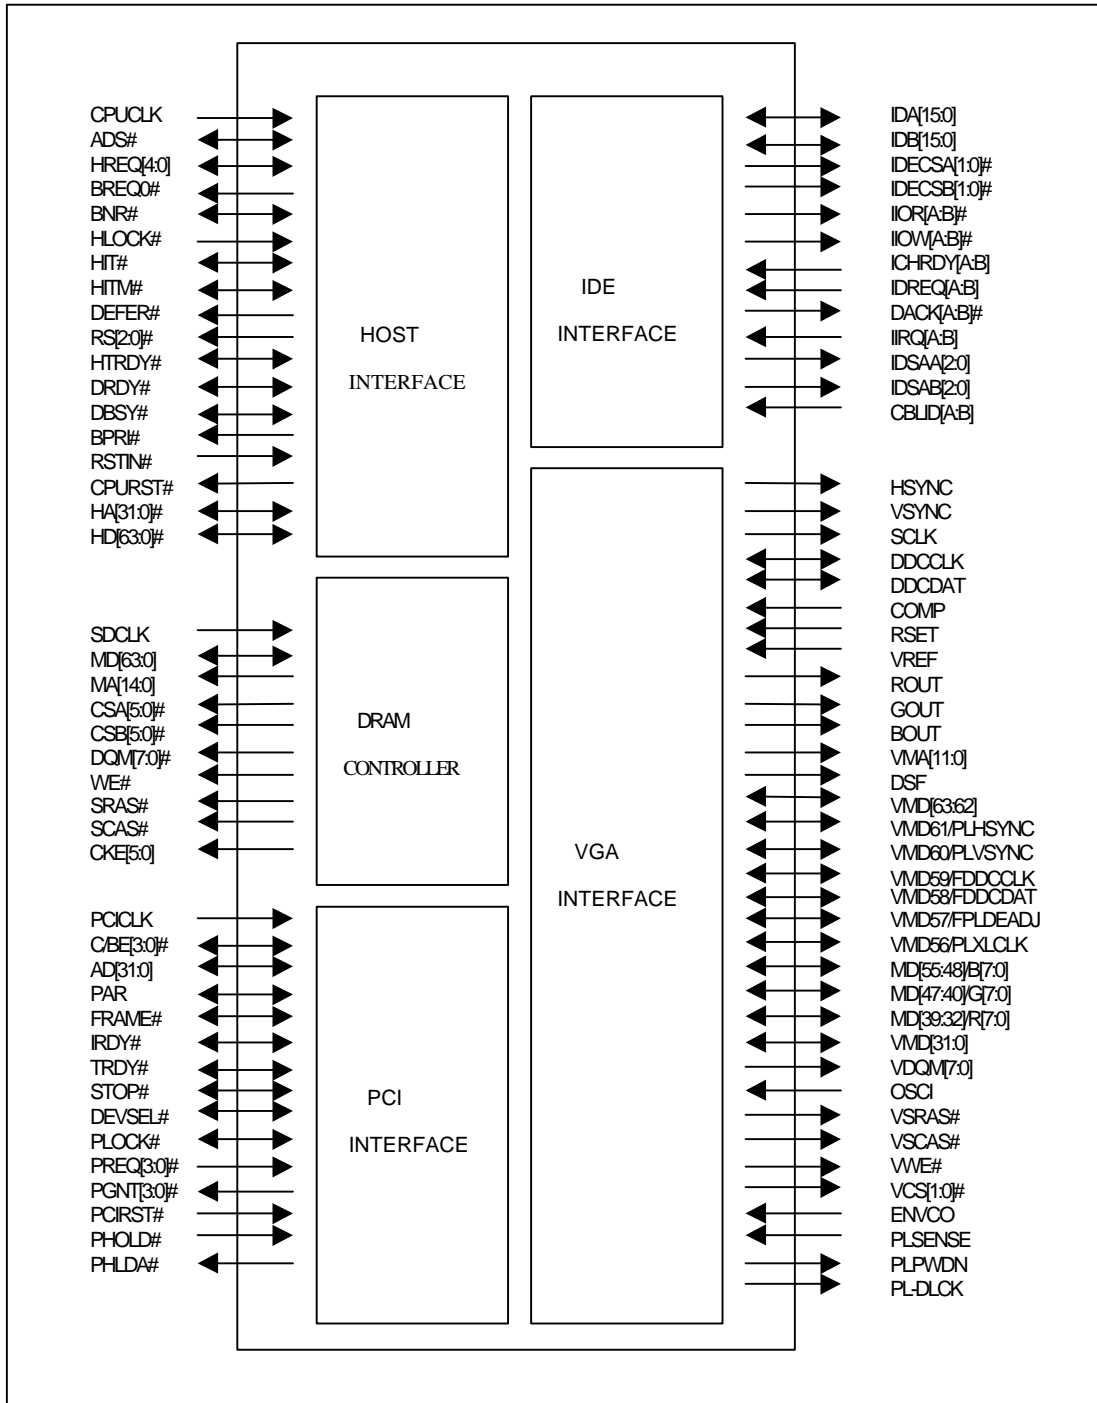 CPUCLK
ADS#
HREQ[4:0]
BREQ0#
BNR#
HLOCK#
HIT#
HITM#
DEFER#
RS[2:0]#
HTRDY#
DRDY#
DBSY#
BPRI#
RSTIN#
CPURST#
HA[31:0]#
HD[63:0]#
SDCLK
MD[63:0]
MA[14:0]
CSA[5:0]#
CSB[5:0]#
DQM[7:0]#
WE#
SRAS#
SCAS#
CKE[5:0]
PCICLK
C/BE[3:0]#
AD[31:0]
PAR
FRAME#
IRDY#
TRDY#
STOP#
DEVSEL#
PLOCK#
PREQ[3:0]#
PGNT[3:0]#
PCIRST#
PHOLD#
PHLDA#
HOST
INTERFACE
DRAM
CONTROLLER
PCI
INTERFACE
IDE
INTERFACE
VGA
INTERFACE
IDA[15:0]
IDB[15:0]
IDECSA[1:0]#
IDECSB[1:0]#
IIOR[A:B]#
IIOW[A:B]#
ICHRDY[A:B]
IDREQ[A:B]
DACK[A:B]#
IIRQ[A:B]
IDSAA[2:0]
IDSAB[2:0]
CBLID[A:B]
HSYNC
VSYNC
SCLK
DDCCLK
DDCDAT
COMP
RSET
VREF
ROUT
GOUT
BOUT
VMA[11:0]
DSF
VMD[63:62]
VMD61/PLHSYNC
VMD60/PLVSYNC
VMD59/FDDCCLK
VMD58/FDDCDAT
VMD57/FPLDEADJ
VMD56/PLXLCLK
MD[55:48]/B[7:0]
MD[47:40]/G[7:0]
MD[39:32]/R[7:0]
VMD[31:0]
VDQM[7:0]
OSCI
VSRAS#
VSCAS#
VWE#
VCS[1:0]#
ENVCO
PLSENSE
PLPWDN
PL-DLCK